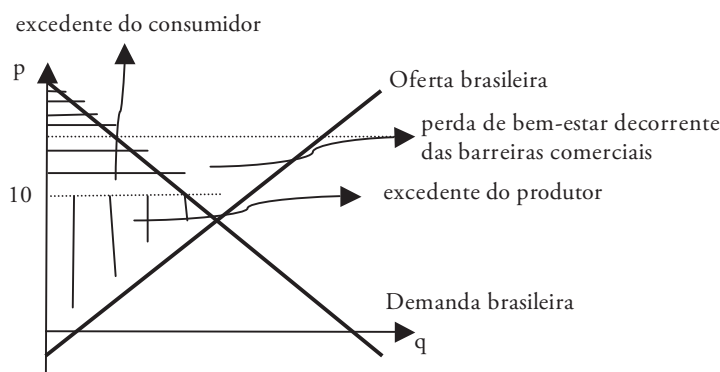 excedente do consumidor
p
Oferta brasileira
perda de bem-estar decorrente
das barreiras comerciais
10
excedente do produtor
Demanda brasileira
q